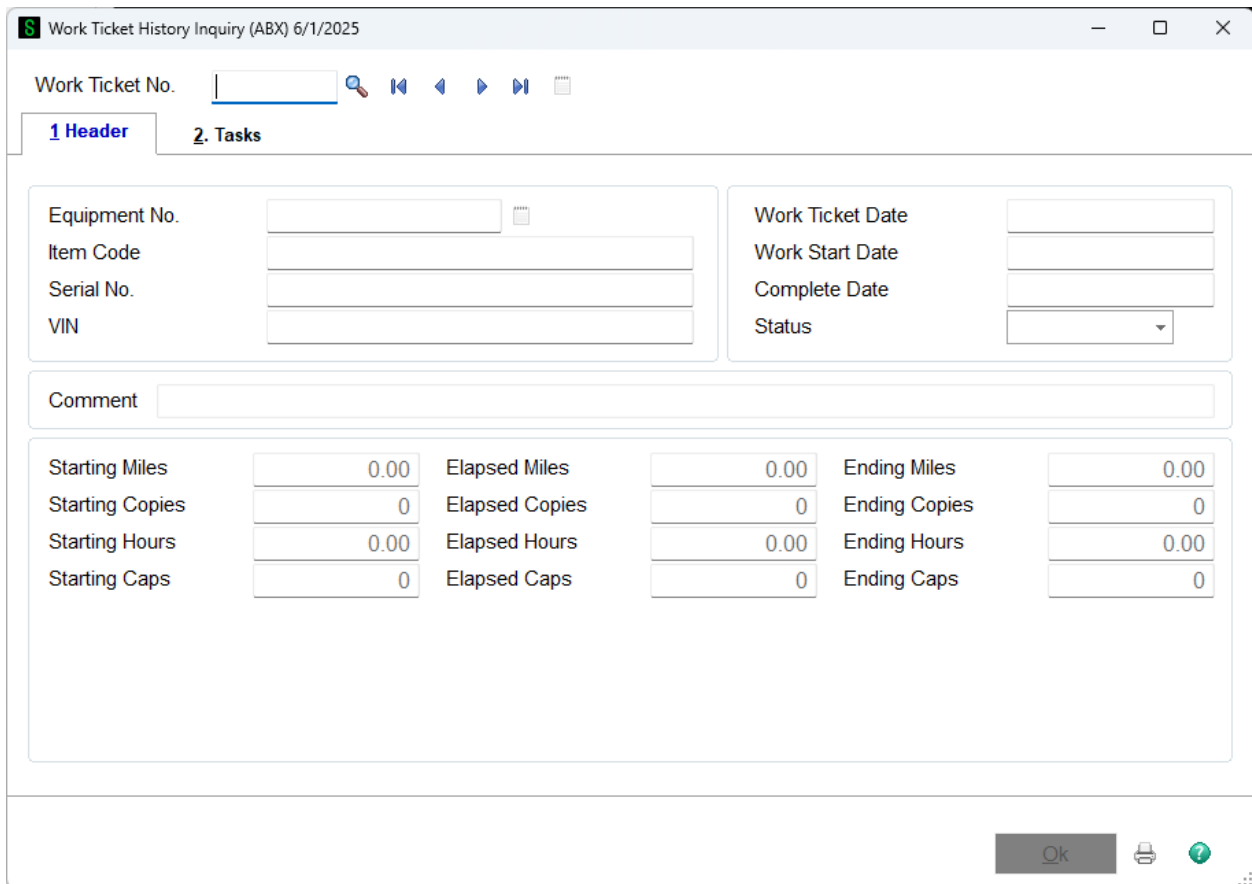 Work Ticket History Inquiry (ABX) 6/1/2025
Work Ticket No.
1 Header 2. Tasks
Equipment No. Work Ticket Date
Item Code Work Start Date
Serial No. Complete Date
VIN Status
Comment
Starting Miles 0.00 Elapsed Miles 0.00 Ending Miles 0.00
Starting Copies 0 Elapsed Copies 0 Ending Copies 0
Starting Hours 0.00 Elapsed Hours 0.00 Ending Hours 0.00
Starting Caps 0 Elapsed Caps 0 Ending Caps 0
Ok